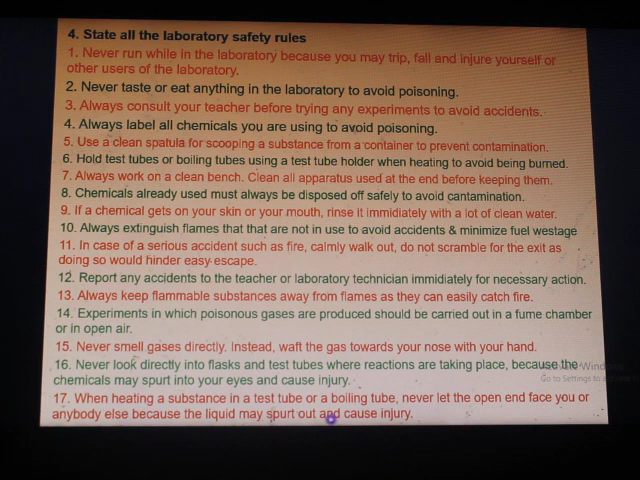 4. State all the laboratory safety rules
1. Never run while in the laboratory because you may trip, fall and injure yourself or
other users of the laboratory.
2. Never taste or eat anything in the laboratory to avoid poisoning.
3. Always consult your teacher before trying any experiments to avoid accidents.
4. Always label all chemicals you are using to avoid poisoning.
5. Use a clean spatula for scooping a substance from a container to prevent contamination.
6. Hold test tubes or boiling tubes using a test tube holder when heating to avoid being burned.
7. Always work on a clean bench. Clean all apparatus used at the end before keeping them.
8. Chemicals already used must always be disposed off safely to avoid cantamination.
9. If a chemical gets on your skin or your mouth, rinse it immidiately with a lot of clean water.
10. Always extinguish flames that that are not in use to avoid accidents & minimize fuel westage
11. In case of a serious accident such as fire, calmly walk out, do not scramble for the exit as
doing so would hinder easy escape.
12. Report any accidents to the teacher or laboratory technician immediately for necessary action.
13. Always keep flammable substances away from flames as they can easily catch fire.
14. Experiments in which poisonous gases are produced should be carried out in a fume chamber
or in open air.
15. Never smell gases directly. Instead, waft the gas towards your nose with your hand.
16. Never look directly into flasks and test tubes where reactions are taking place, because the
chemicals may spurt into your eyes and cause injury.
Go to Settings to
17. When heating a substance in a test tube or a boiling tube, never let the open end face you or
anybody else because the liquid may spurt out and cause injury.